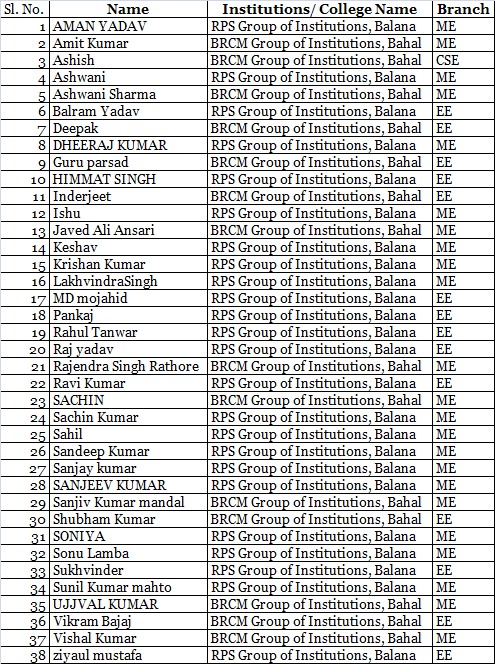 Sl. No. Name Institutions/ College Name Branch
1 AMAN YADAV RPS Group of Institutions, Balana ME
2 Amit Kumar BRCM Group of Institutions, Bahal ME
3 Ashish BRCM Group of Institutions, Bahal CSE
4 Ashwani RPS Group of Institutions, Balana ME
5 Ashwani Sharma BRCM Group of Institutions, Bahal ME
6 Balram Yadav RPS Group of Institutions, Balana EE
7 Deepak BRCM Group of Institutions, Bahal EE
8 DHEERAJ KUMAR RPS Group of Institutions, Balana ME
9 Guru parsad BRCM Group of Institutions, Bahal EE
10 HIMMAT SINGH RPS Group of Institutions, Balana EE
11 Inderjeet BRCM Group of Institutions, Bahal EE
12 Ishu RPS Group of Institutions, Balana ME
13 Javed Ali Ansari BRCM Group of Institutions, Bahal ME
14 Keshav RPS Group of Institutions, Balana ME
15 Krishan Kumar RPS Group of Institutions, Balana ME
16 LakhvindraSingh RPS Group of Institutions, Balana ME
17 MD mojahid RPS Group of Institutions, Balana EE
18 Pankaj RPS Group of Institutions, Balana EE
19 Rahul Tanwar RPS Group of Institutions, Balana EE
20 Raj yadav RPS Group of Institutions, Balana EE
21 Rajendra Singh Rathore BRCM Group of Institutions, Bahal ME
22 Ravi Kumar RPS Group of Institutions, Balana EE
23 SACHIN BRCM Group of Institutions, Bahal ME
24 Sachin Kumar RPS Group of Institutions, Balana ME
25 Sahil RPS Group of Institutions, Balana ME
26 Sandeep Kumar RPS Group of Institutions, Balana ME
27 Sanjay kumar RPS Group of Institutions, Balana ME
28 SANJEEV KUMAR RPS Group of Institutions, Balana ME
29 Sanjiv Kumar mandal BRCM Group of Institutions, Bahal ME
30 Shubham Kumar BRCM Group of Institutions, Bahal EE
31 SONIYA RPS Group of Institutions, Balana ME
32 Sonu Lamba RPS Group of Institutions, Balana ME
33 Sukhvinder RPS Group of Institutions, Balana EE
34 Sunil Kumar mahto RPS Group of Institutions, Balana ME
35 UJJVAL KUMAR BRCM Group of Institutions, Bahal ME
36 Vikram Bajaj BRCM Group of Institutions, Bahal EE
37 Vishal Kumar BRCM Group of Institutions, Bahal ME
38 ziyaul mustafa RPS Group of Institutions, Balana EE